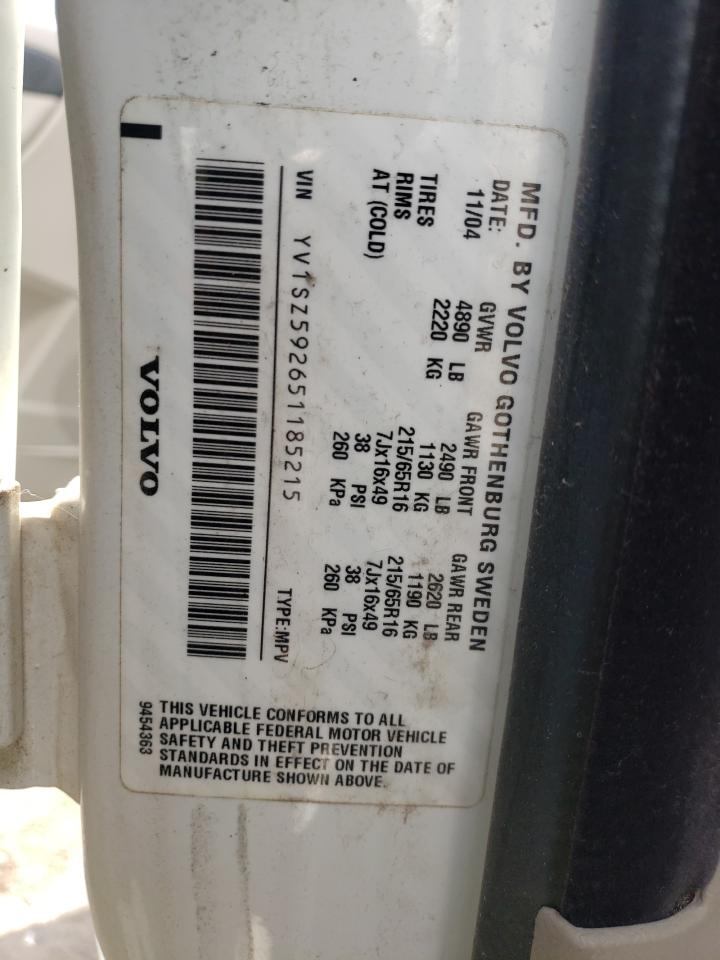 MFD. BY VOLVO GOTHENBURG SWEDEN
DATE: GVWR GAWR FRONT GAWR REAR
11/04 4890 LB 2490 LB 2620 LB
2220 KG 1130 KG 1190 KG
TIRES 215/65R16 215/65R16
RIMS 7Jx16x49 7Jx16x49
AT (COLD) 38 PSI 38 PSI
260 KPa 260 KPa
VIN YV1SZ592651185215 TYPE:MPV
VOLVO
THIS VEHICLE CONFORMS TO ALL
APPLICABLE FEDERAL MOTOR VEHICLE
SAFETY AND THEFT PREVENTION
STANDARDS IN EFFECT ON THE DATE OF
MANUFACTURE SHOWN ABOVE.
9454363